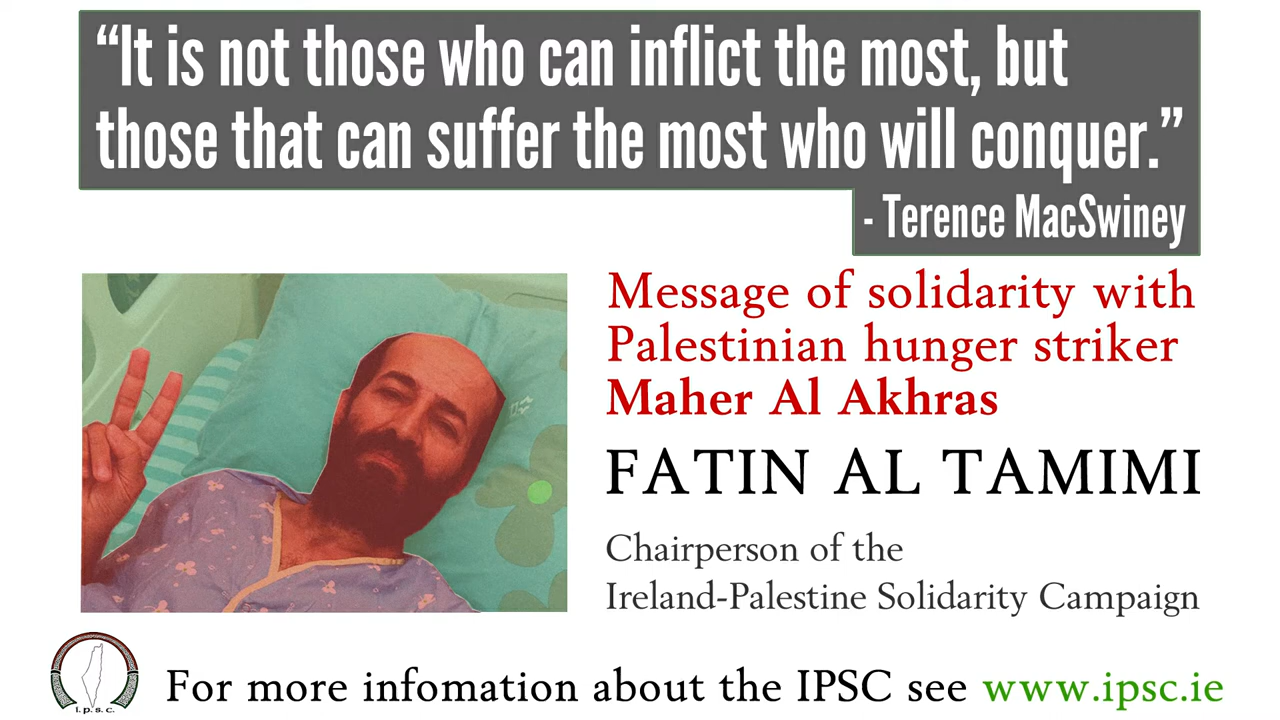 “It is not those who can inflict the most, but
those that can suffer the most who will conquer.”
- Terence MacSwiney
Message of solidarity with
Palestinian hunger striker
Maher Al Akhras
FATIN AL TAMIMI
Chairperson of the
Ireland-Palestine Solidarity Campaign
i.p.s.c.
For more infomation about the IPSC see www.ipsc.ie